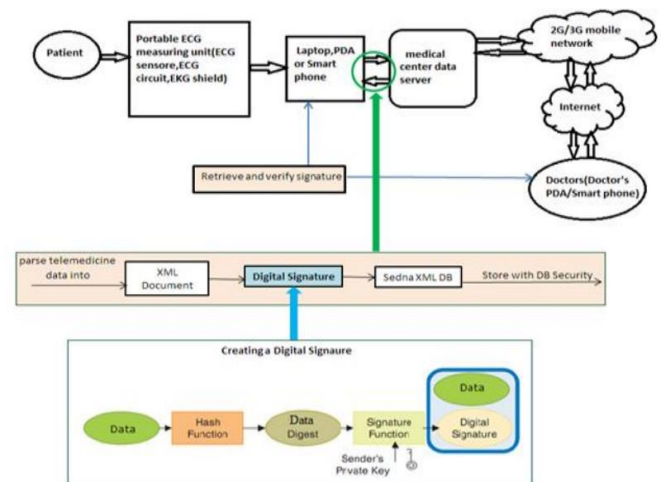 Patient
Portable ECG
measuring unit(ECG
sensore,ECG
circuit,EKG shield)
Laptop,PDA
or Smart
phone
medical
center data
server
2G/3G mobile
network
Internet
Doctors(Doctor's
PDA/Smart phone)
Retrieve and verify signature
parse telemedicine
data into
XML
Document
Digital Signature
Sedna XML DB
Store with DB Security
Creating a Digital Signaure
Data
Hash
Function
Data
Digest
Signature
Function
Data
Digital
Signature
Sender's
Private Key